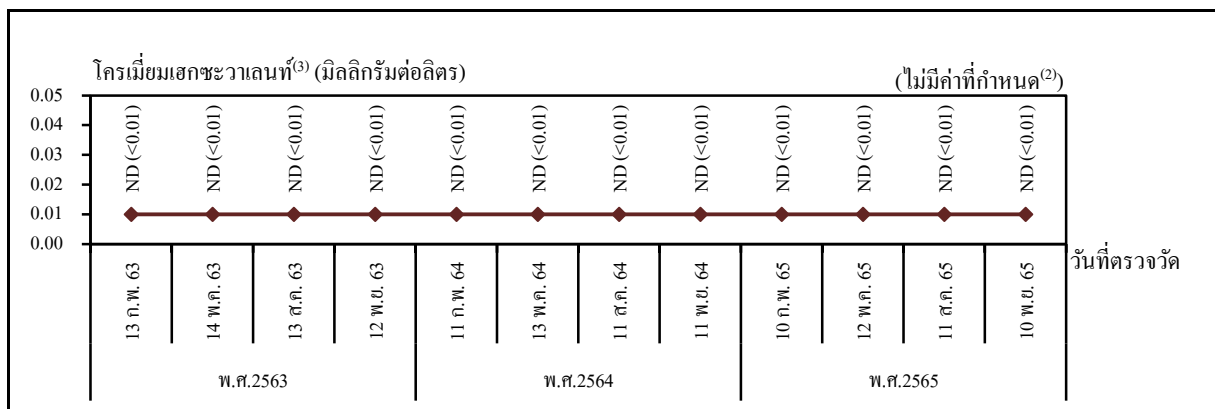 โครเมี่ยมเฮกซะวาเลนท์(3) (มิลลิกรัมต่อลิตร)
(ไม่มีค่าที่กำหนด(2))
0.05
0.04
0.03
0.02
0.01
0.00
ND (<0.01)
ND (<0.01)
ND (<0.01)
ND (<0.01)
ND (<0.01)
ND (<0.01)
ND (<0.01)
ND (<0.01)
ND (<0.01)
ND (<0.01)
ND (<0.01)
ND (<0.01)
วันที่ตรวจวัด
13 ก.พ. 63
14 พ.ค. 63
13 ส.ค. 63
12 พ.ย. 63
11 ก.พ. 64
13 พ.ค. 64
11 ส.ค. 64
11 พ.ย. 64
10 ก.พ. 65
12 พ.ค. 65
11 ส.ค. 65
10 พ.ย. 65
พ.ศ.2563
พ.ศ.2564
พ.ศ.2565